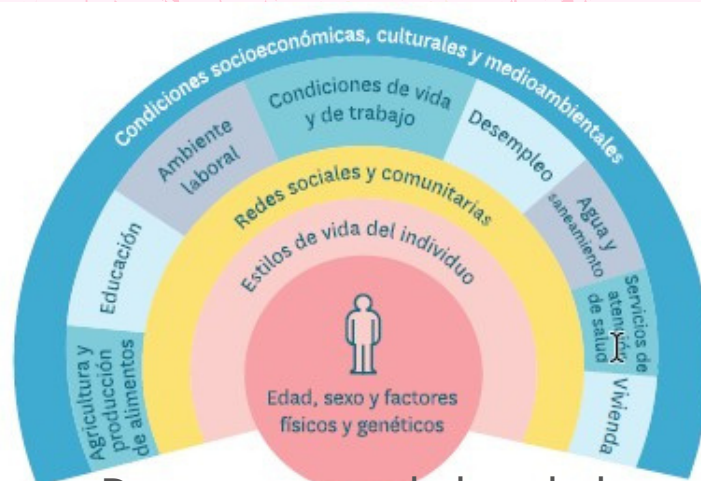 Condiciones socioeconómicas, culturales y medioambientales
Agricultura y
producción
de alimentos
Educación
Ambiente
laboral
Condiciones de vida
y de trabajo
Desempleo
Agua y
saneamiento
Servicios de
atención
de salud
Vivienda
Redes sociales y comunitarias
Estilos de vida del individuo
Edad, sexo y factores
físicos y genéticos